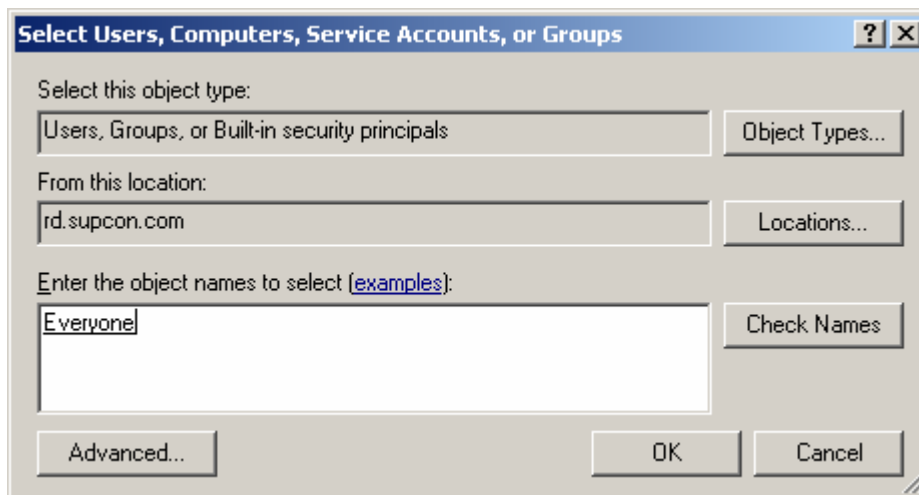 Select Users, Computers, Service Accounts, or Groups
Select this object type:
Users, Groups, or Built-in security principals
Object Types...
From this location:
rd.supcon.com
Locations...
Enter the object names to select (examples):
Everyone
Check Names
Advanced...
OK
Cancel